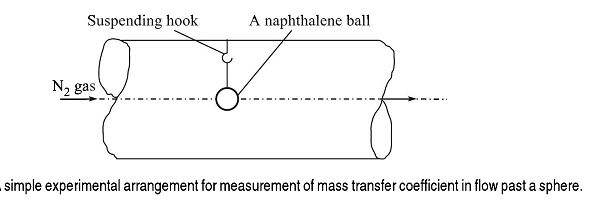 Suspending hook
A naphthalene ball
N₂ gas
simple experimental arrangement for measurement of mass transfer coefficient in flow past a sphere.